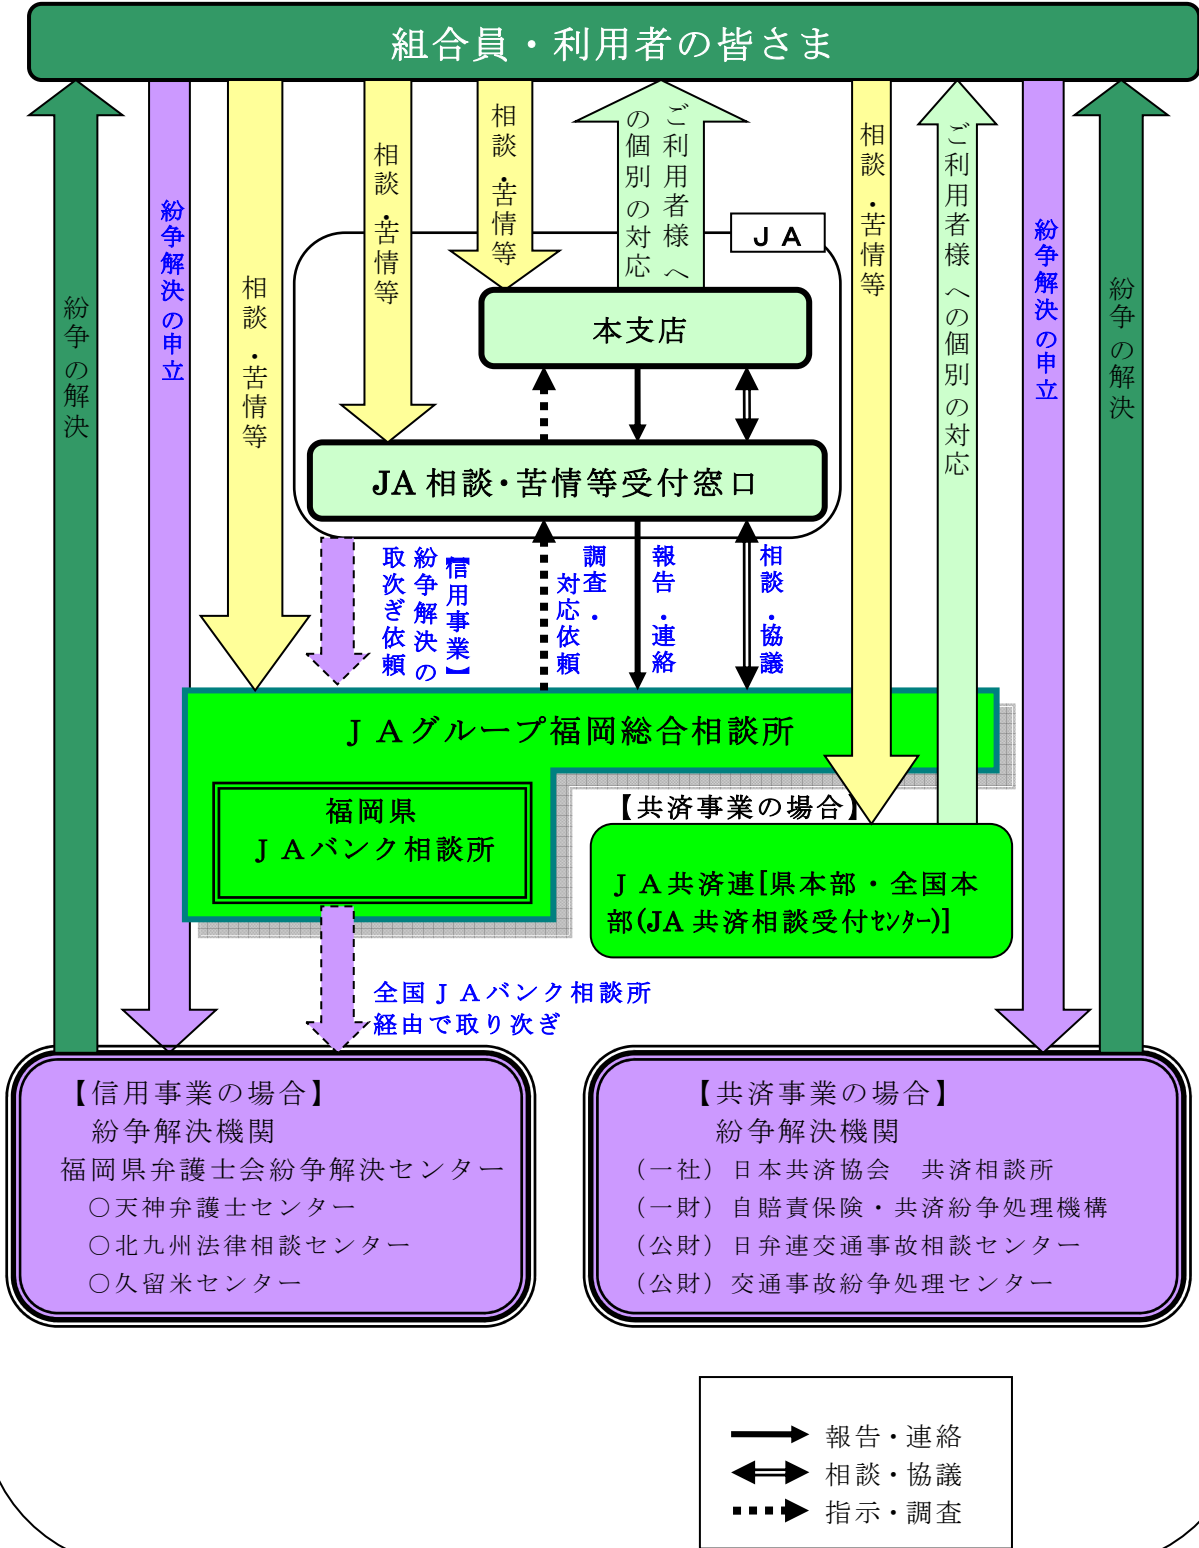 組合員・利用者の皆さま
紛争の解決
紛争解決の申立
相談・苦情等
相談・苦情等
相談・苦情等
ご利用者様へ
の個別の対応
相談・苦情等
ご利用者様への個別の対応
紛争解決の申立
紛争の解決
ＪＡ
本支店
JA相談・苦情等受付窓口
【信用事業】
紛争解決の
取次ぎ依頼
調査・
対応依頼
報告・連絡
相談・協議
ＪＡグループ福岡総合相談所
福岡県
ＪＡバンク相談所
【共済事業の場合】
ＪＡ共済連[県本部・全国本
部(JA共済相談受付ｾﾝﾀｰ)]
全国ＪＡバンク相談所
経由で取り次ぎ
【信用事業の場合】
紛争解決機関
福岡県弁護士会紛争解決センター
○天神弁護士センター
○北九州法律相談センター
○久留米センター
【共済事業の場合】
紛争解決機関
（一社）日本共済協会　共済相談所
（一財）自賠責保険・共済紛争処理機構
（公財）日弁連交通事故相談センター
（公財）交通事故紛争処理センター
報告・連絡
相談・協議
指示・調査